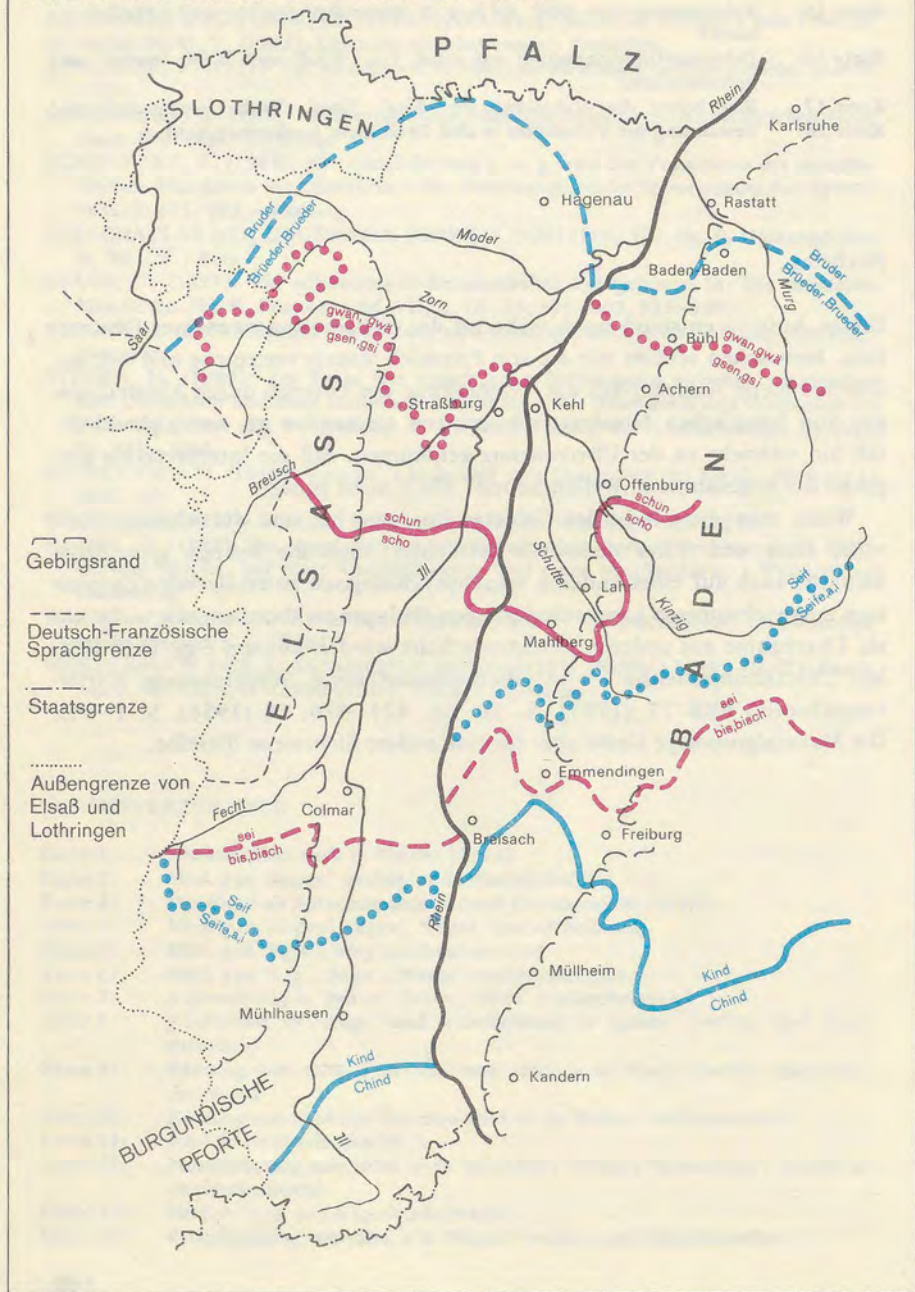 PFALZ
LOTHRINGEN
Rhein
Karlsruhe
Rastatt
Hagenau
Bruder
Brueder,Brüeder
Moder
Baden-Baden
Bruder
Brüeder,Brueder
Murg
Zorn
Saar
gwan,gwä
gsen,gsi
gwan,gwä
gsen,gsi
Bühl
Achern
Straßburg
Kehl
ELSASS
BADEN
Breusch
Offenburg
schun
scho
schun
scho
Gebirgsrand
Ill
Schutter
Lahr
Kinzig
Seif
Seife,a,i
Deutsch-Französische
Sprachgrenze
Mahlberg
Staatsgrenze
sei
bis,bisch
Emmendingen
Außengrenze von
Elsaß und
Lothringen
Fecht
Colmar
Breisach
Freiburg
sei
bis,bisch
Seif
Seife,a,i
Rhein
Müllheim
Kind
Chind
Mühlhausen
Kind
Chind
Kandern
BURGUNDISCHE
PFORTE
Ill